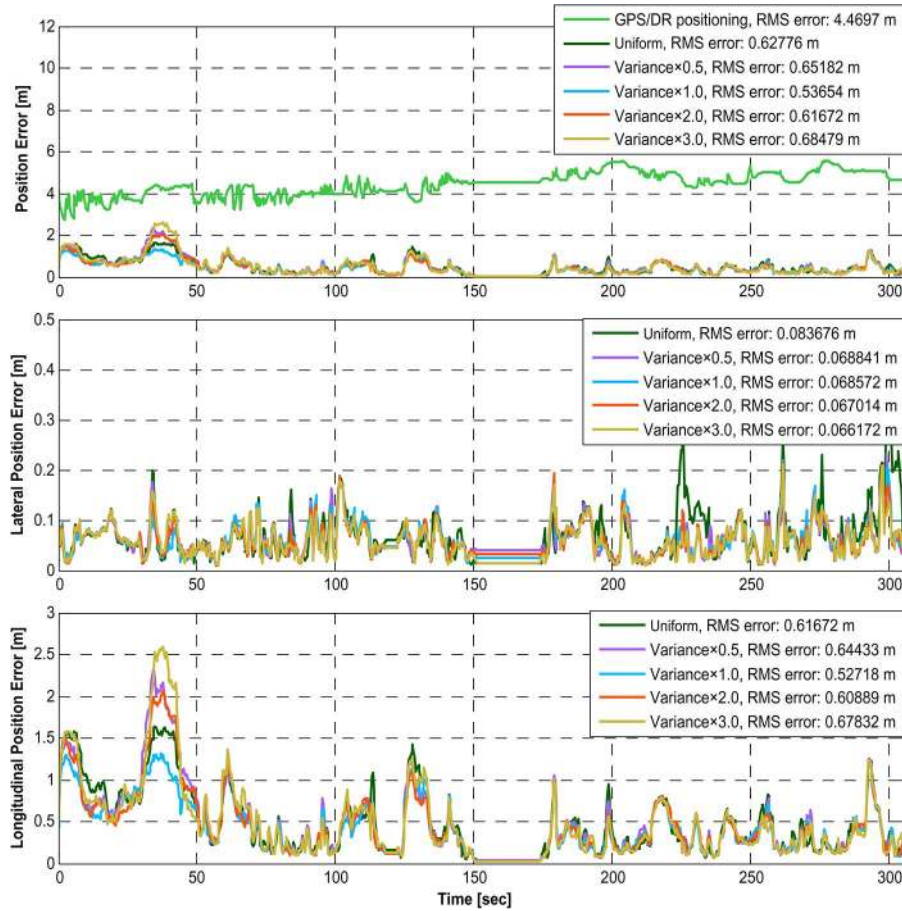 12
10
8
6
4
2
0
Position Error [m]
GPS/DR positioning, RMS error: 4.4697 m
Uniform, RMS error: 0.62776 m
Variance×0.5, RMS error: 0.65182 m
Variance×1.0, RMS error: 0.53654 m
Variance×2.0, RMS error: 0.61672 m
Variance×3.0, RMS error: 0.68479 m
0 50 100 150 200 250 300
0.5
0.4
0.3
0.2
0.1
0
Lateral Position Error [m]
Uniform, RMS error: 0.083676 m
Variance×0.5, RMS error: 0.068841 m
Variance×1.0, RMS error: 0.068572 m
Variance×2.0, RMS error: 0.067014 m
Variance×3.0, RMS error: 0.066172 m
0 50 100 150 200 250 300
3
2.5
2
1.5
1
0.5
0
Longitudinal Position Error [m]
Uniform, RMS error: 0.61672 m
Variance×0.5, RMS error: 0.64433 m
Variance×1.0, RMS error: 0.52718 m
Variance×2.0, RMS error: 0.60889 m
Variance×3.0, RMS error: 0.67832 m
0 50 100 150 200 250 300
Time [sec]